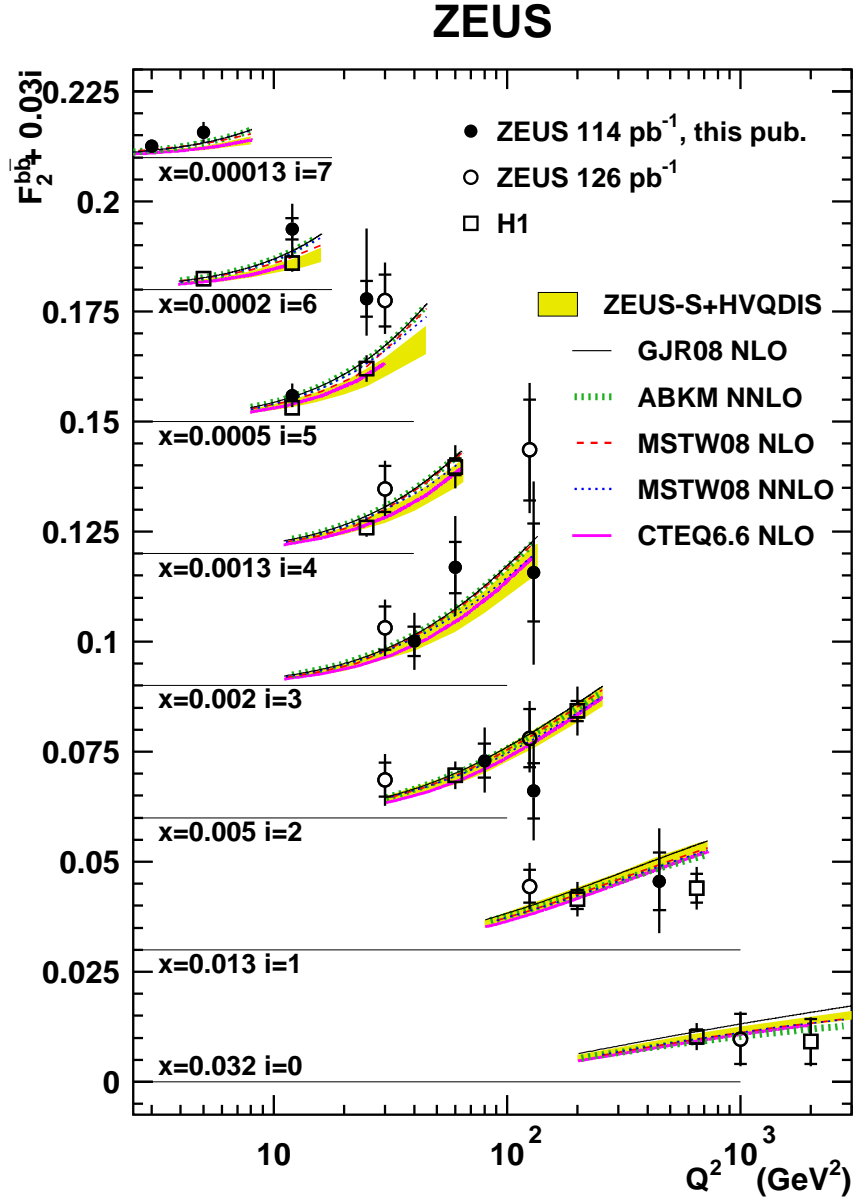 ZEUS
F₂^bb̄ + 0.03i
0.225
0.2
0.175
0.15
0.125
0.1
0.075
0.05
0.025
0
ZEUS 114 pb⁻¹, this pub.
ZEUS 126 pb⁻¹
H1
ZEUS-S+HVQDIS
GJR08 NLO
ABKM NNLO
MSTW08 NLO
MSTW08 NNLO
CTEQ6.6 NLO
x=0.00013 i=7
x=0.0002 i=6
x=0.0005 i=5
x=0.0013 i=4
x=0.002 i=3
x=0.005 i=2
x=0.013 i=1
x=0.032 i=0
10 10² 10³
Q² (GeV²)